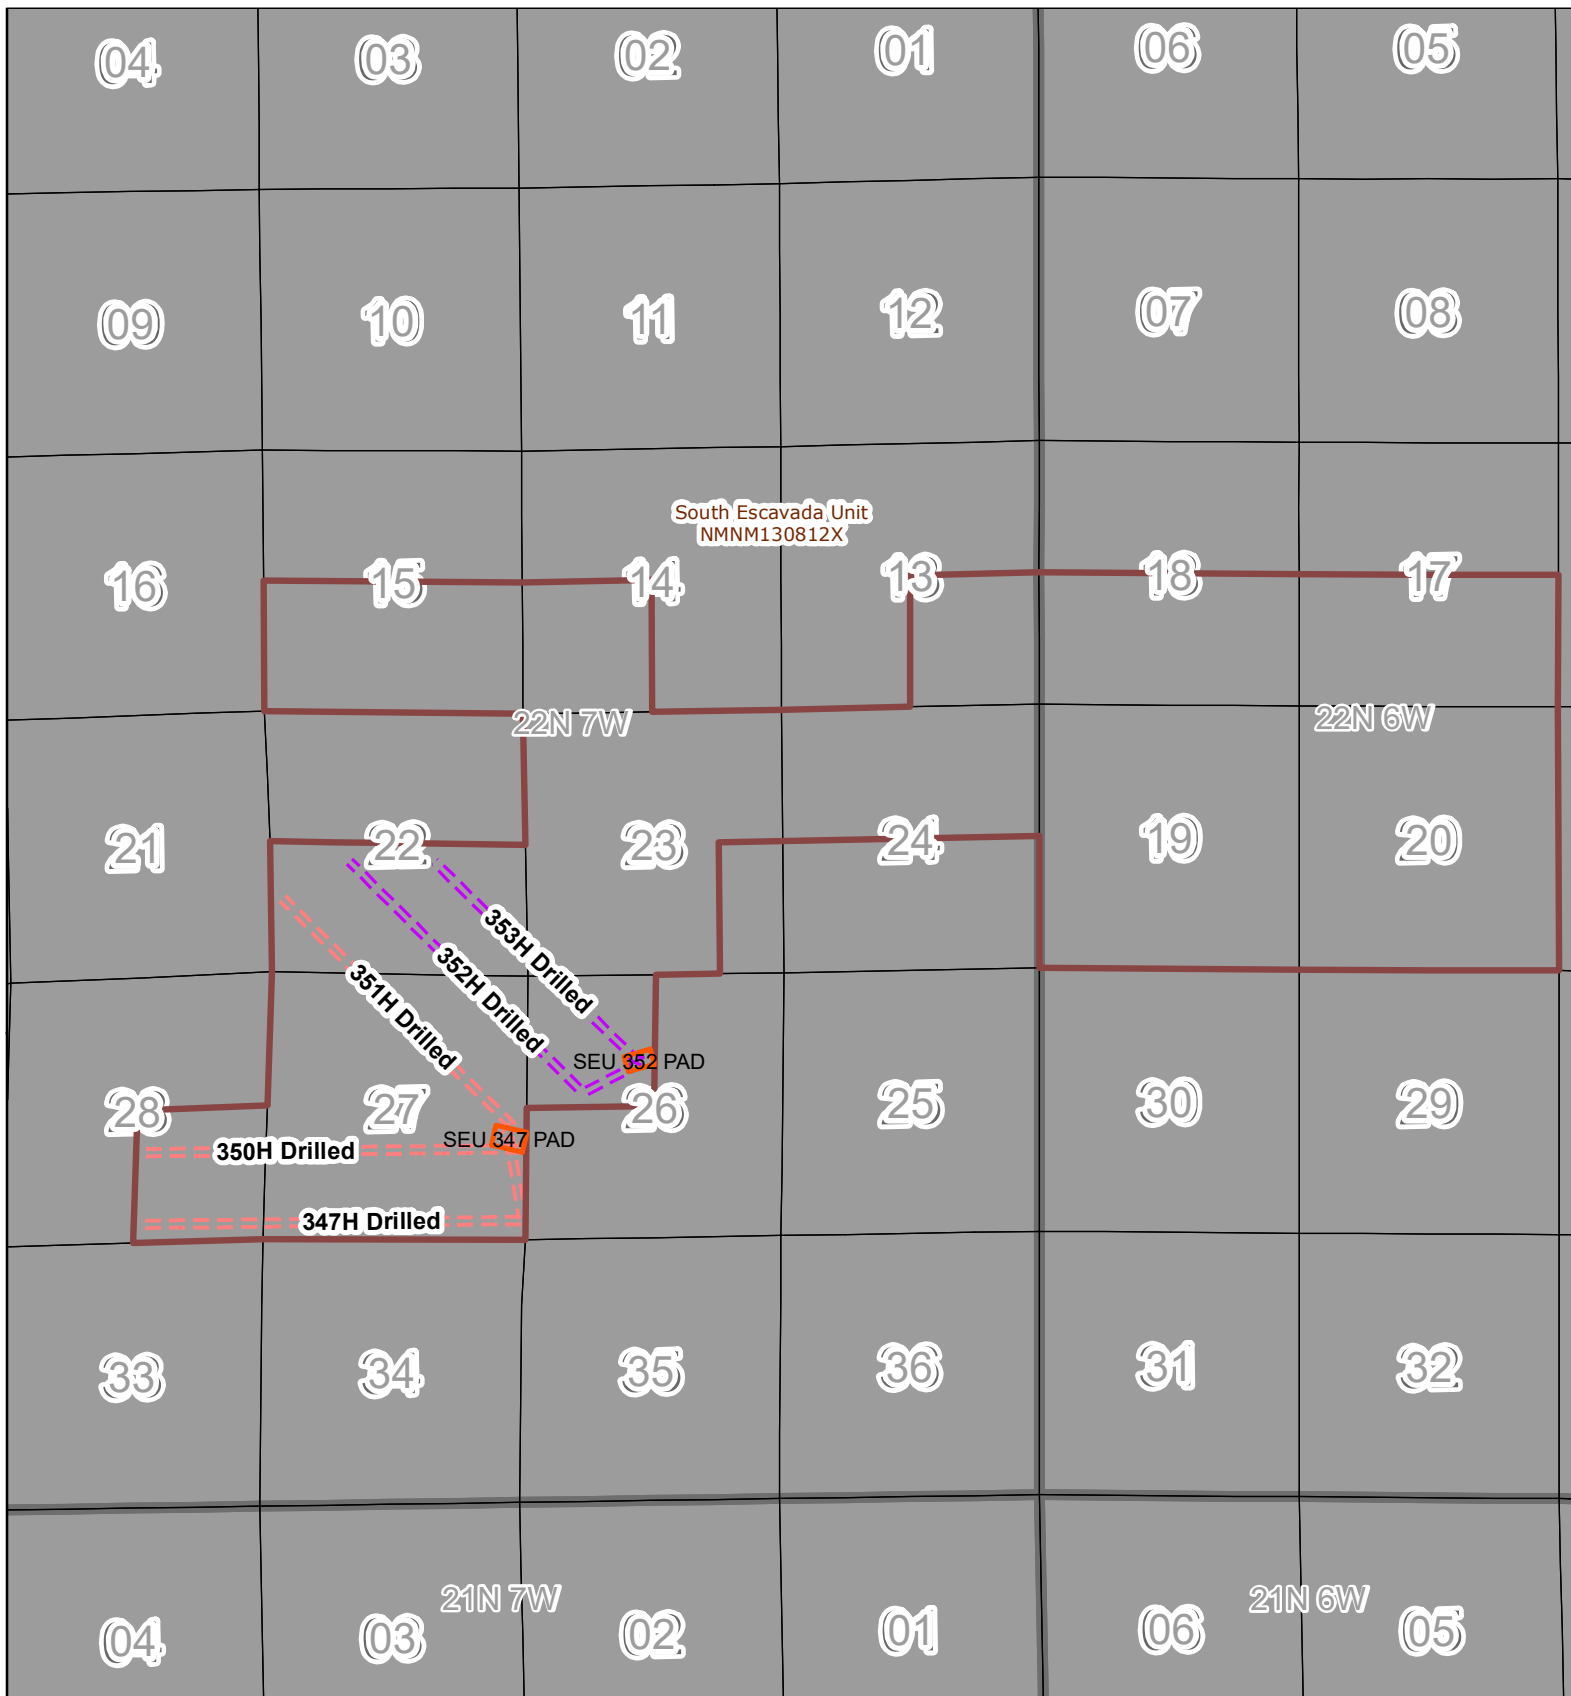 04 03 02 01 06 05
09 10 11 12 07 08
South Escavada Unit
NMNM130812X
16 15 14 13 18 17
22N 7W 22N 6W
21 22 23 24 19 20
353H Drilled
352H Drilled
351H Drilled
SEU 352 PAD
28 27 26 25 30 29
SEU 347 PAD
350H Drilled
347H Drilled
33 34 35 36 31 32
21N 7W 21N 6W
04 03 02 01 06 05